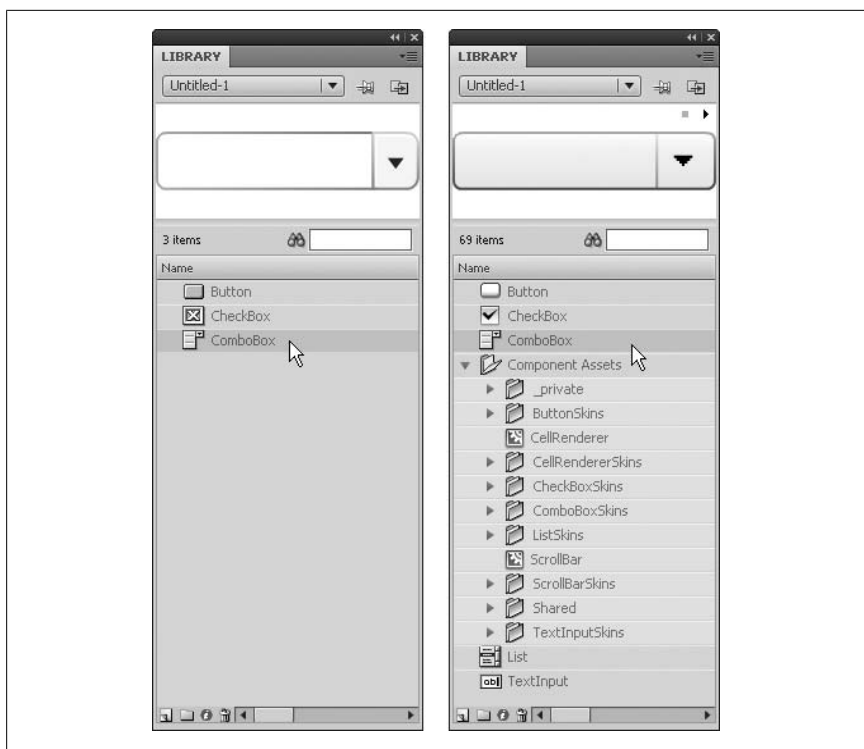 LIBRARY
Untitled-1
3 items
Name
Button
CheckBox
ComboBox
LIBRARY
Untitled-1
69 items
Name
Button
CheckBox
ComboBox
Component Assets
_private
ButtonSkins
CellRenderer
CellRendererSkins
CheckBoxSkins
ComboBoxSkins
ListSkins
ScrollBar
ScrollBarSkins
Shared
TextInputSkins
List
abl TextInput